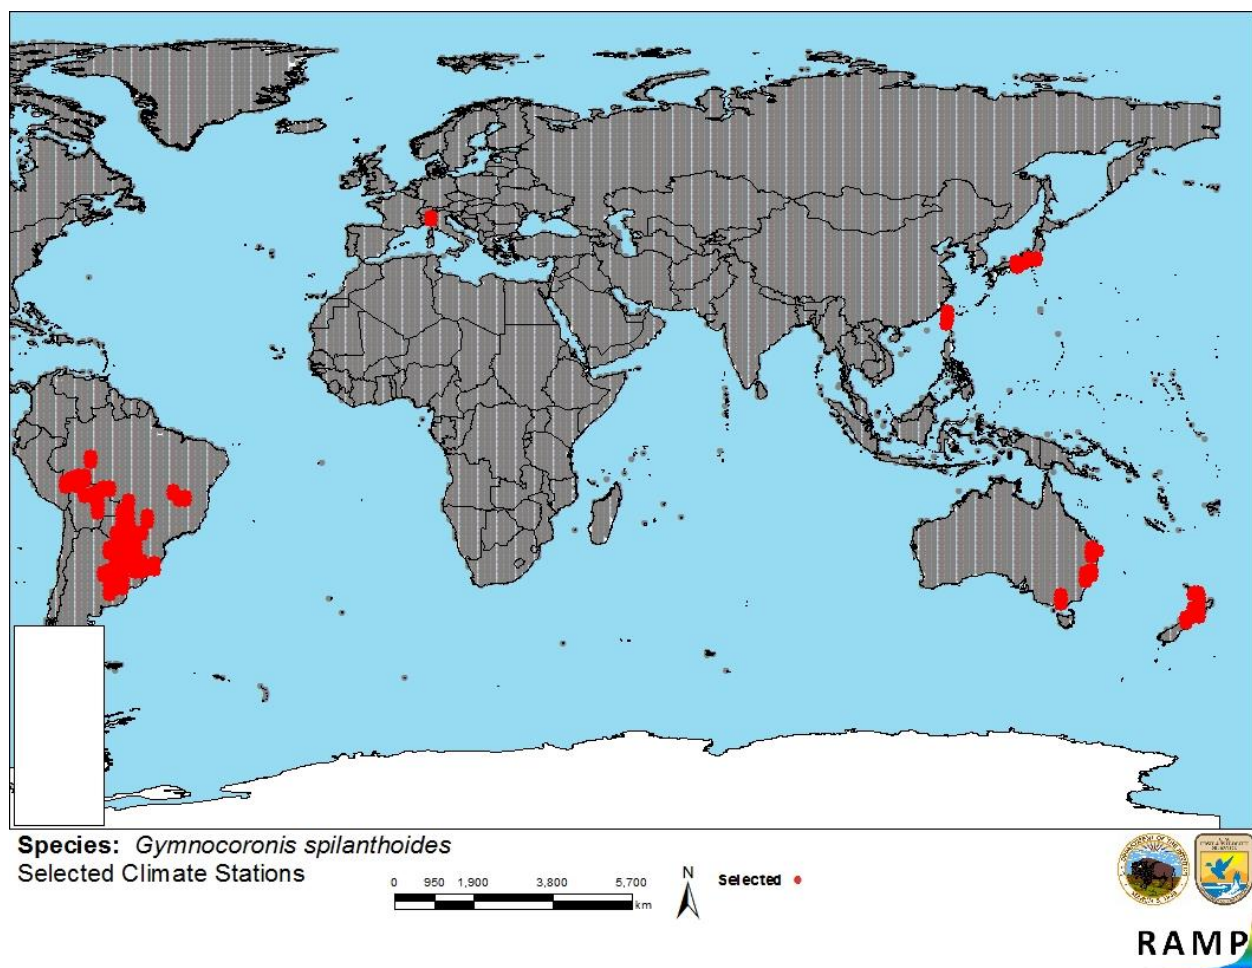 Species: Gymnocoronis spilanthoides
Selected Climate Stations
0 950 1,900 3,800 5,700
km
N
Selected
RAMP